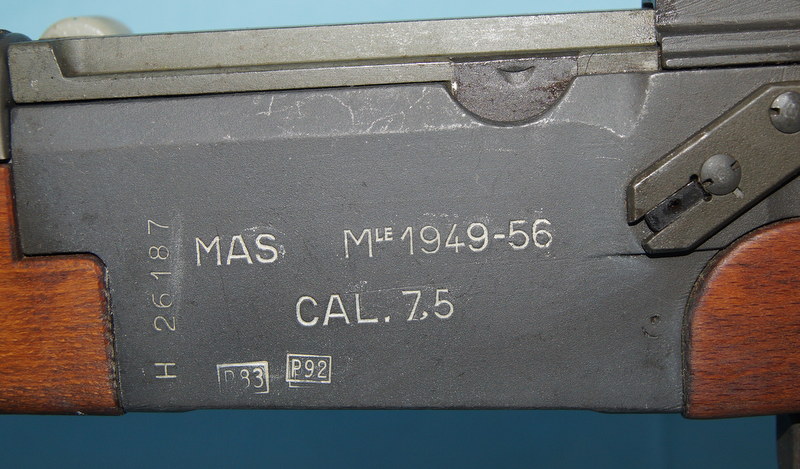 MAS MLE 1949-56
CAL. 7,5
H 26187
P92